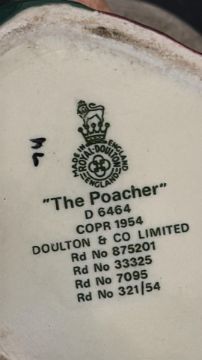 MADE IN ENGLAND
ROYAL DOULTON
ENGLAND
"The Poacher"
D 6464
COPR 1954
DOULTON & CO LIMITED
Rd No 875201
Rd No 33325
Rd No 7095
Rd No 321/54